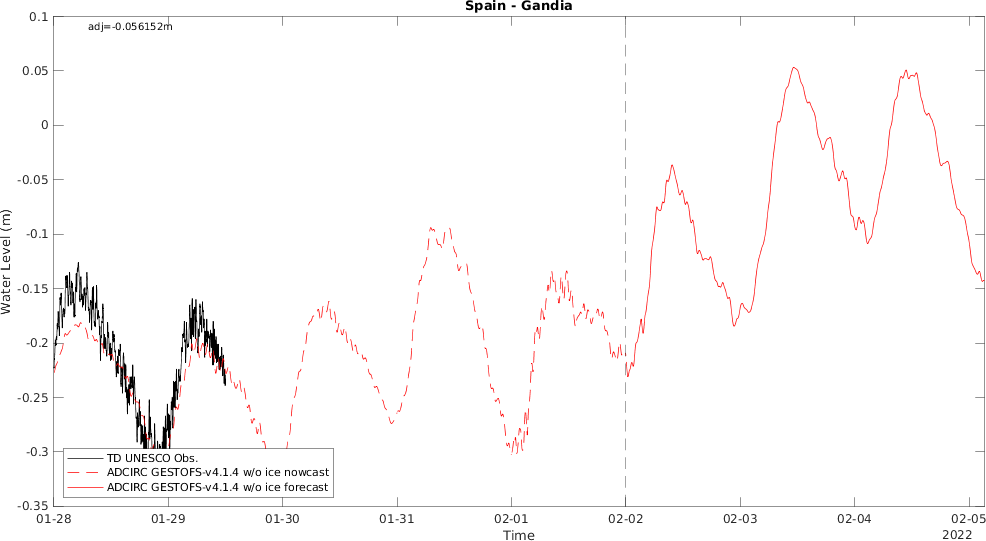 Spain - Gandia
adj=-0.056152m
0.1
0.05
0
-0.05
-0.1
-0.15
-0.2
-0.25
-0.3
-0.35
Water Level (m)
TD UNESCO Obs.
ADCIRC GESTOFS-v4.1.4 w/o ice nowcast
ADCIRC GESTOFS-v4.1.4 w/o ice forecast
01-28 01-29 01-30 01-31 02-01 02-02 02-03 02-04 02-05
Time
2022